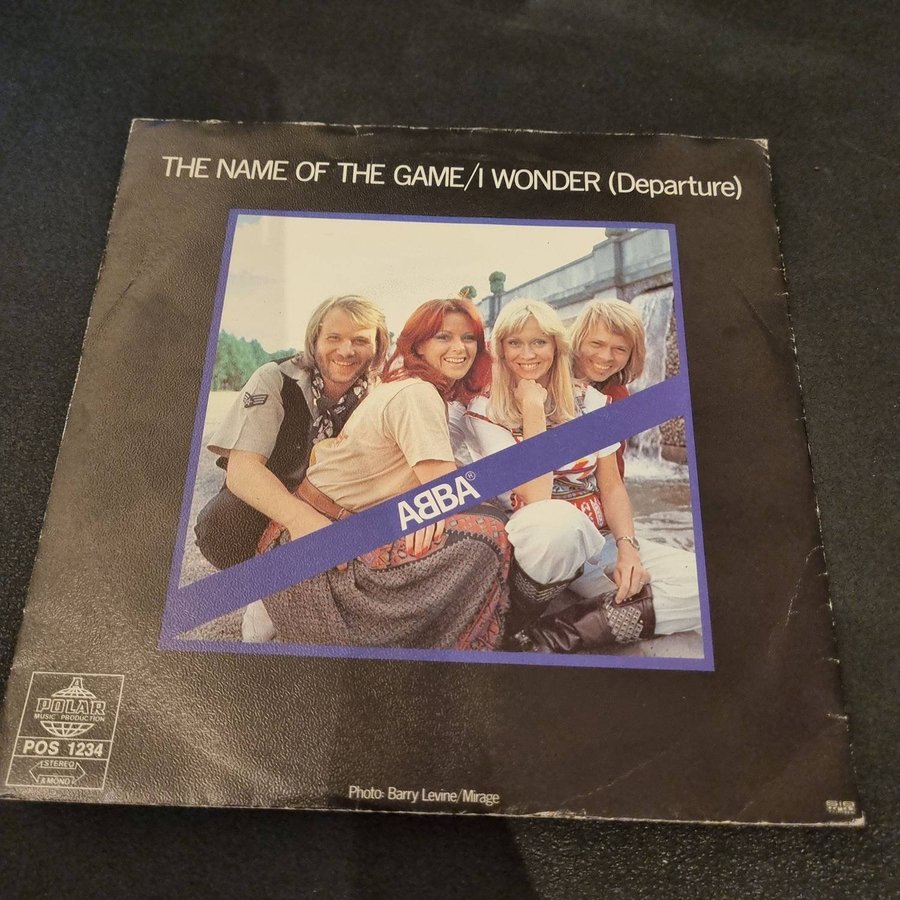 THE NAME OF THE GAME/I WONDER (Departure)
ABBA®
POLAR
MUSIC PRODUCTION
POS 1234
STEREO
& MONO
Photo: Barry Levine/Mirage